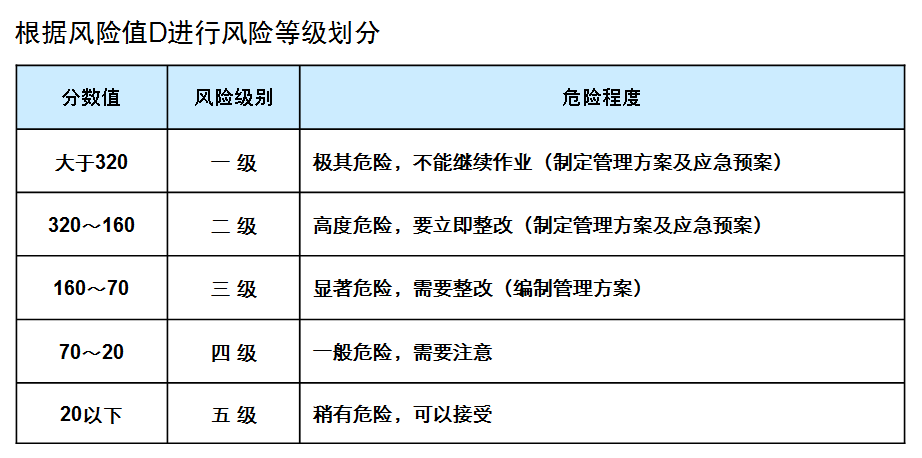 根据风险值D进行风险等级划分
分数值 风险级别 危险程度
大于320 一 级 极其危险，不能继续作业（制定管理方案及应急预案）
320～160 二 级 高度危险，要立即整改（制定管理方案及应急预案）
160～70 三 级 显著危险，需要整改（编制管理方案）
70～20 四 级 一般危险，需要注意
20以下 五 级 稍有危险，可以接受